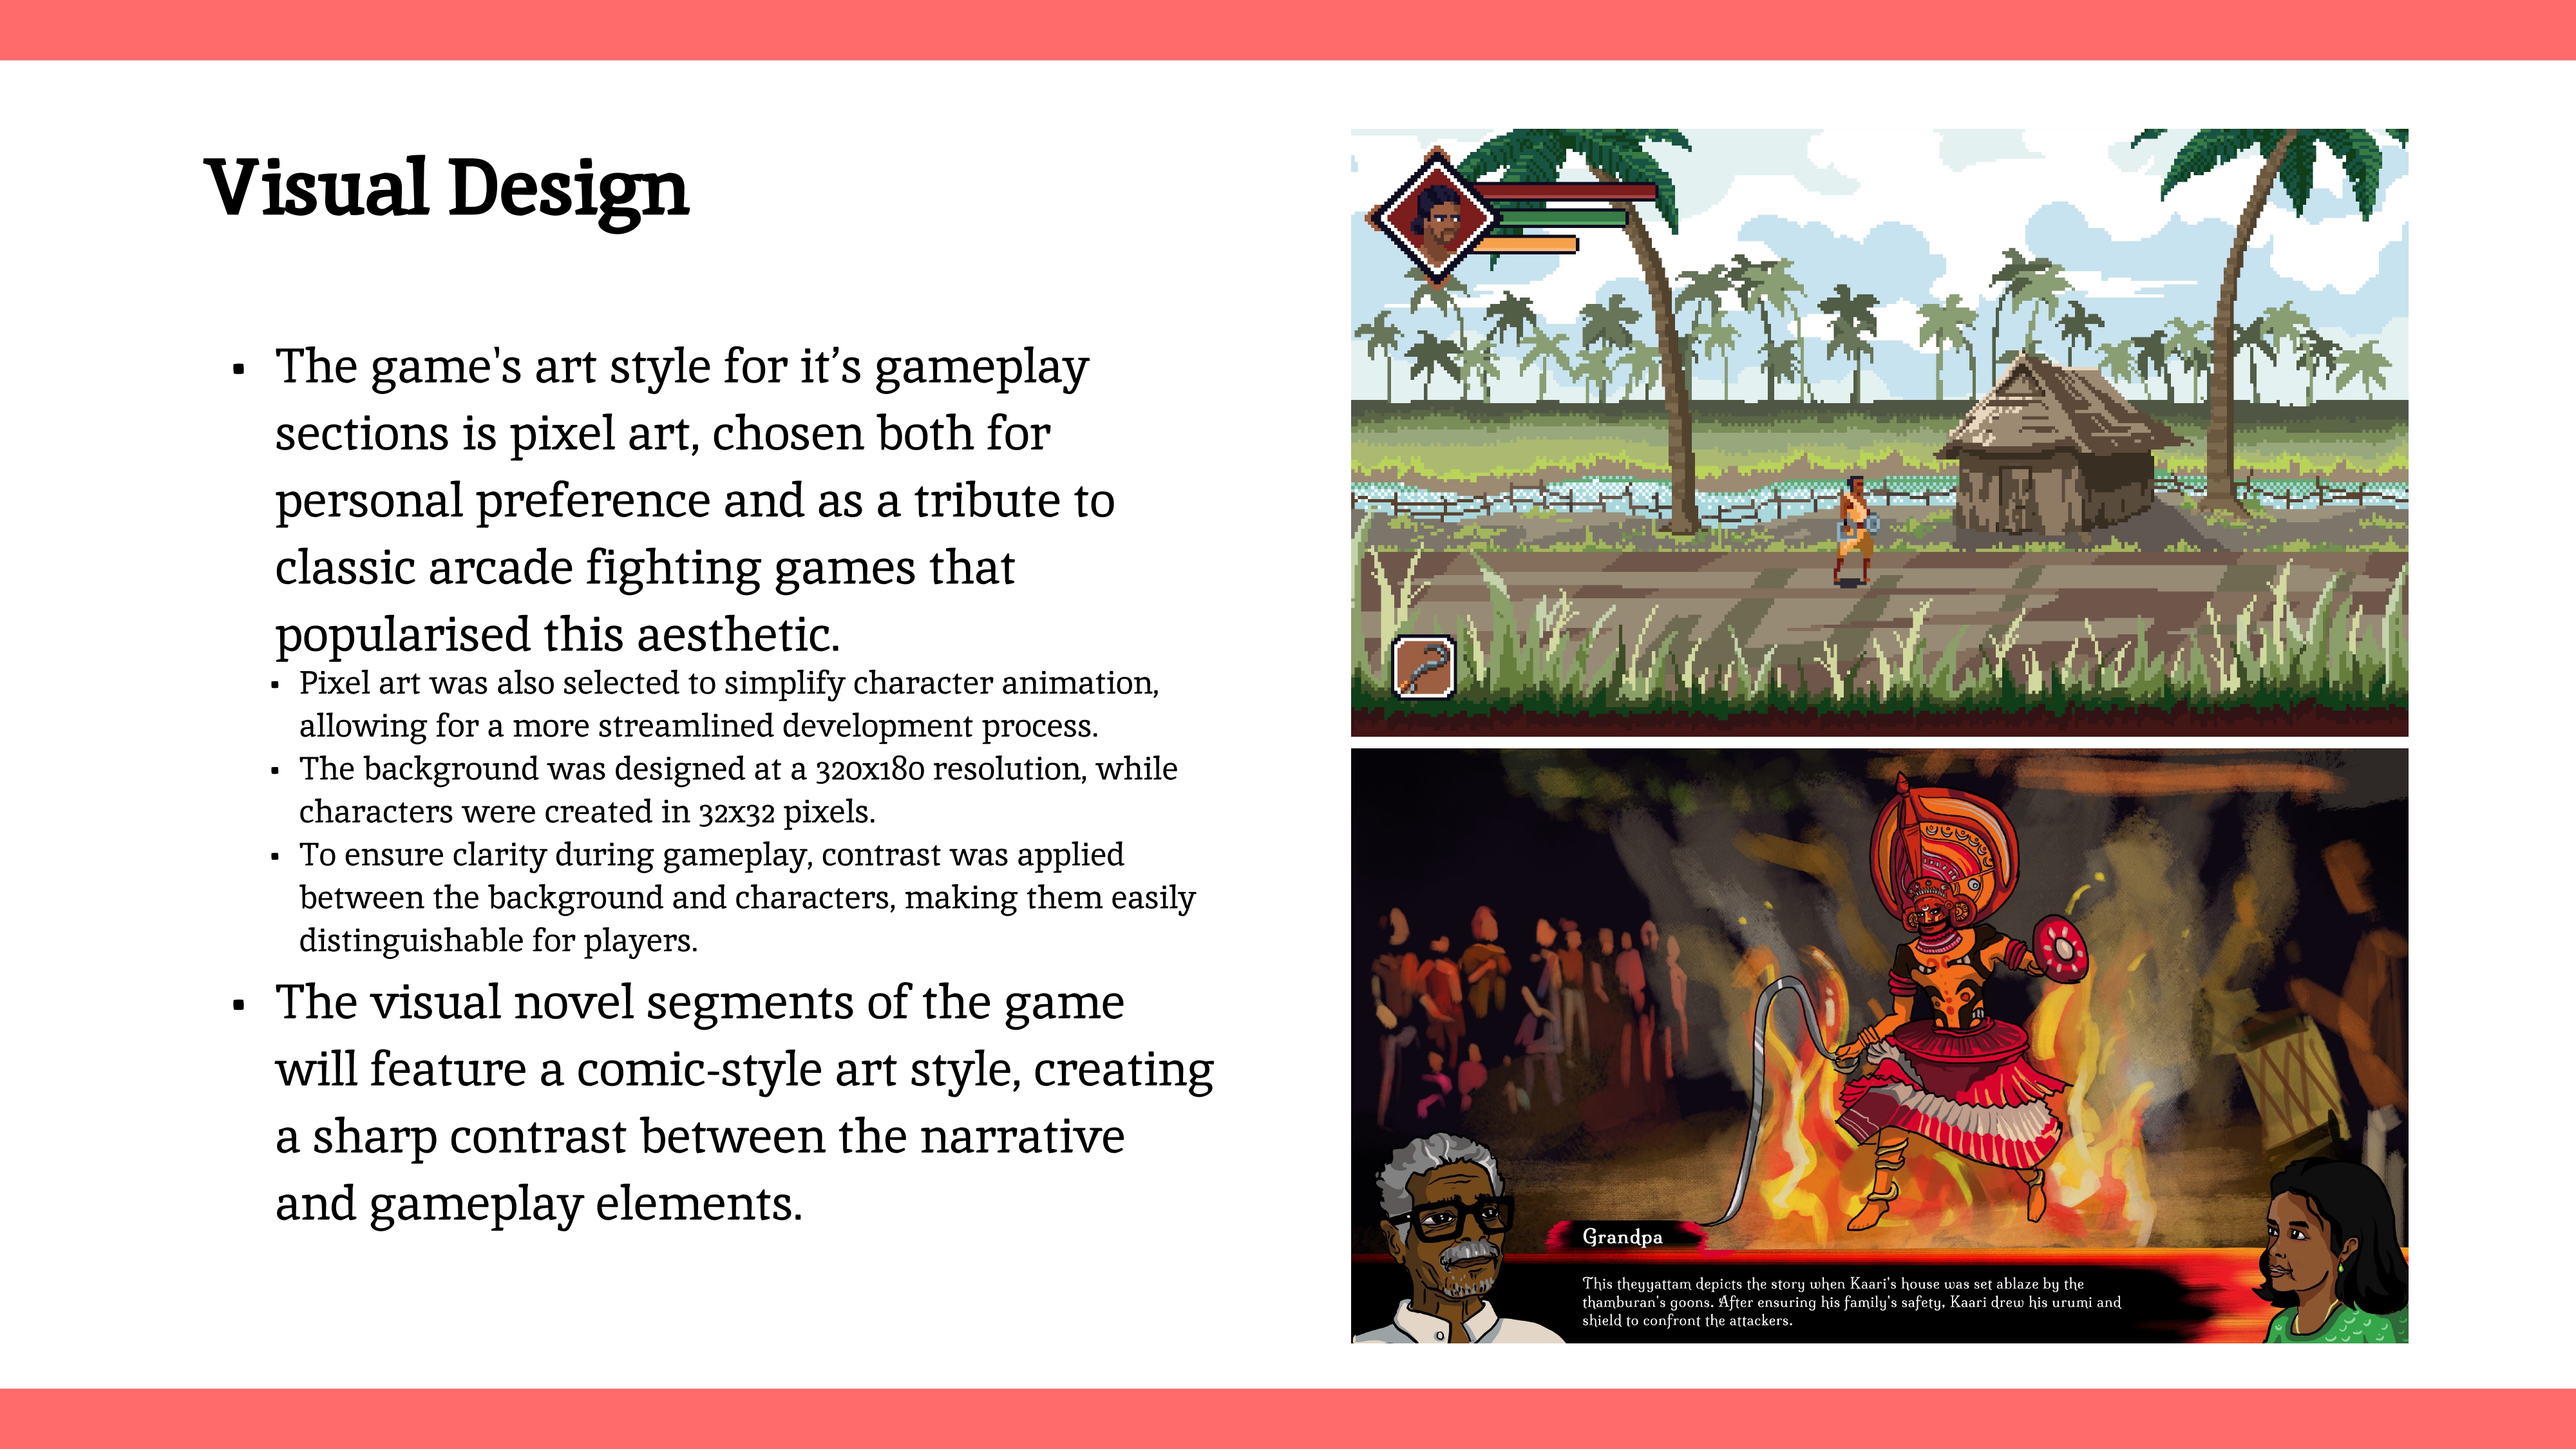 Visual Design
▪ The game's art style for it’s gameplay
sections is pixel art, chosen both for
personal preference and as a tribute to
classic arcade fighting games that
popularised this aesthetic.
▪ Pixel art was also selected to simplify character animation,
allowing for a more streamlined development process.
▪ The background was designed at a 320x180 resolution, while
characters were created in 32x32 pixels.
▪ To ensure clarity during gameplay, contrast was applied
between the background and characters, making them easily
distinguishable for players.
▪ The visual novel segments of the game
will feature a comic-style art style, creating
a sharp contrast between the narrative
and gameplay elements.
Grandpa
This theyyattam depicts the story when Kaari's house was set ablaze by the
thamburan's goons. After ensuring his family's safety, Kaari drew his urumi and
shield to confront the attackers.